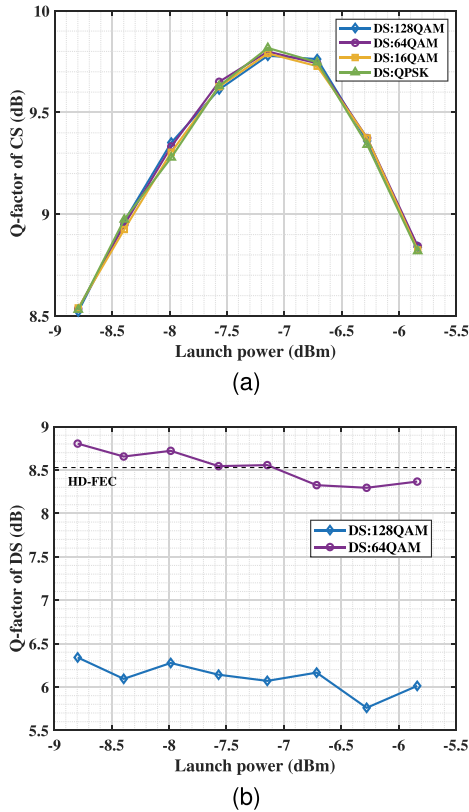 10
DS:128QAM
DS:64QAM
DS:16QAM
DS:QPSK
9.5
9
8.5
Q-factor of CS (dB)
-9 -8.5 -8 -7.5 -7 -6.5 -6 -5.5
Launch power (dBm)
(a)
9
8.5
HD-FEC
8
DS:128QAM
DS:64QAM
7.5
7
6.5
6
5.5
Q-factor of DS (dB)
-9 -8.5 -8 -7.5 -7 -6.5 -6 -5.5
Launch power (dBm)
(b)